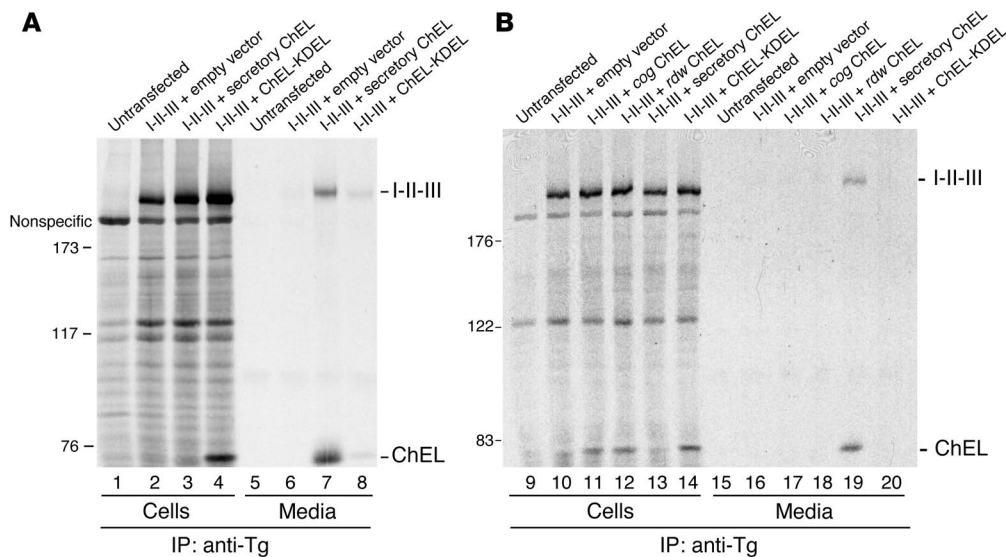 A
Untransfected
I-II-III + empty vector
I-II-III + secretory ChEL
I-II-III + ChEL-KDEL
Untransfected
I-II-III + empty vector
I-II-III + secretory ChEL
I-II-III + ChEL-KDEL
Nonspecific
173
117
76
I-II-III
ChEL
1 2 3 4 5 6 7 8
Cells Media
IP: anti-Tg
B
Untransfected
I-II-III + empty vector
I-II-III + cog ChEL
I-II-III + rdw ChEL
I-II-III + secretory ChEL
I-II-III + ChEL-KDEL
Untransfected
I-II-III + empty vector
I-II-III + cog ChEL
I-II-III + rdw ChEL
I-II-III + secretory ChEL
I-II-III + ChEL-KDEL
176
122
83
I-II-III
ChEL
9 10 11 12 13 14 15 16 17 18 19 20
Cells Media
IP: anti-Tg